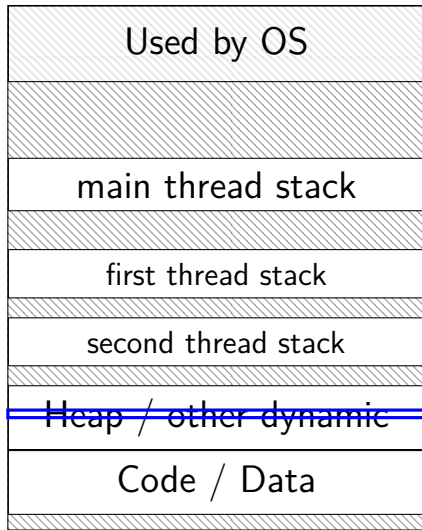 Used by OS
main thread stack
first thread stack
second thread stack
Heap / other dynamic
Code / Data